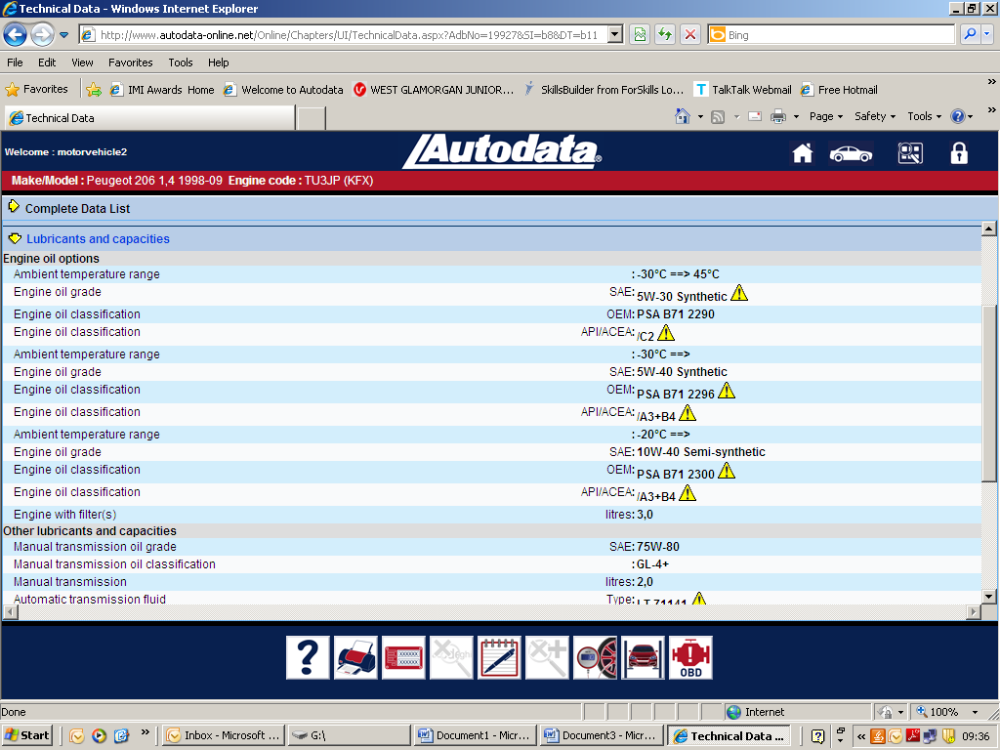 Technical Data - Windows Internet Explorer
http://www.autodata-online.net/Online/Chapters/UI/TechnicalData.aspx?AdbNo=19927&SI=b8&DT=b11
Bing
File Edit View Favorites Tools Help
Favorites IMI Awards Home Welcome to Autodata WEST GLAMORGAN JUNIOR... SkillsBuilder from ForSkills Lo... TalkTalk Webmail Free Hotmail
Technical Data
Page Safety Tools
Welcome : motorvehicle2
Autodata®
Make/Model : Peugeot 206 1,4 1998-09 Engine code : TU3JP (KFX)
Complete Data List
Lubricants and capacities
Engine oil options
Ambient temperature range :-30°C ==> 45°C
Engine oil grade SAE: 5W-30 Synthetic
Engine oil classification OEM: PSA B71 2290
Engine oil classification API/ACEA: /C2
Ambient temperature range :-30°C ==>
Engine oil grade SAE: 5W-40 Synthetic
Engine oil classification OEM: PSA B71 2296
Engine oil classification API/ACEA: /A3+B4
Ambient temperature range :-20°C ==>
Engine oil grade SAE: 10W-40 Semi-synthetic
Engine oil classification OEM: PSA B71 2300
Engine oil classification API/ACEA: /A3+B4
Engine with filter(s) litres: 3,0
Other lubricants and capacities
Manual transmission oil grade SAE: 75W-80
Manual transmission oil classification :GL-4+
Manual transmission litres: 2,0
Automatic transmission fluid Type: LT 71141
OBD
Done Internet 100%
Start Inbox - Microsoft ... G:\ Document1 - Micr... Document3 - Micr... Technical Data ... 09:36